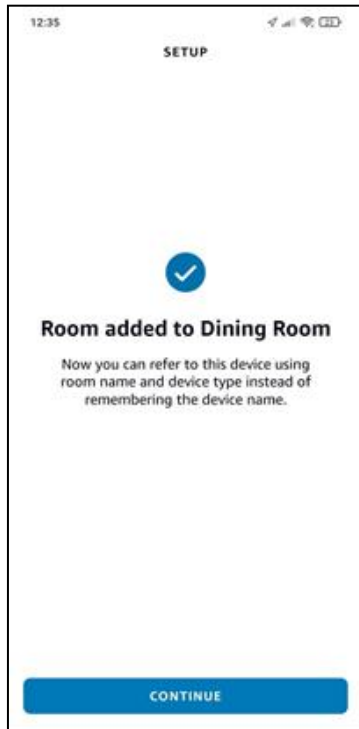 12:35
SETUP
Room added to Dining Room
Now you can refer to this device using
room name and device type instead of
remembering the device name.
CONTINUE